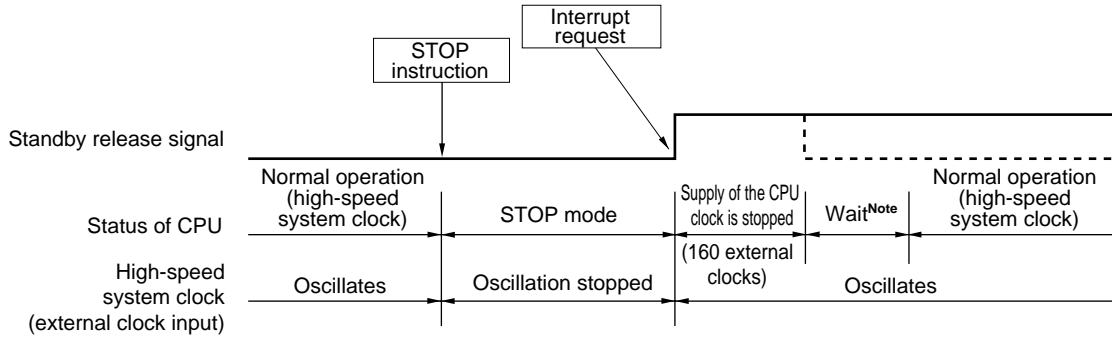 Interrupt
request
STOP
instruction
Standby release signal
Normal operation
(high-speed
system clock)
Status of CPU
STOP mode
Supply of the CPU
clock is stopped
(160 external
clocks)
WaitNote
Normal operation
(high-speed
system clock)
High-speed
system clock
(external clock input)
Oscillates
Oscillation stopped
Oscillates